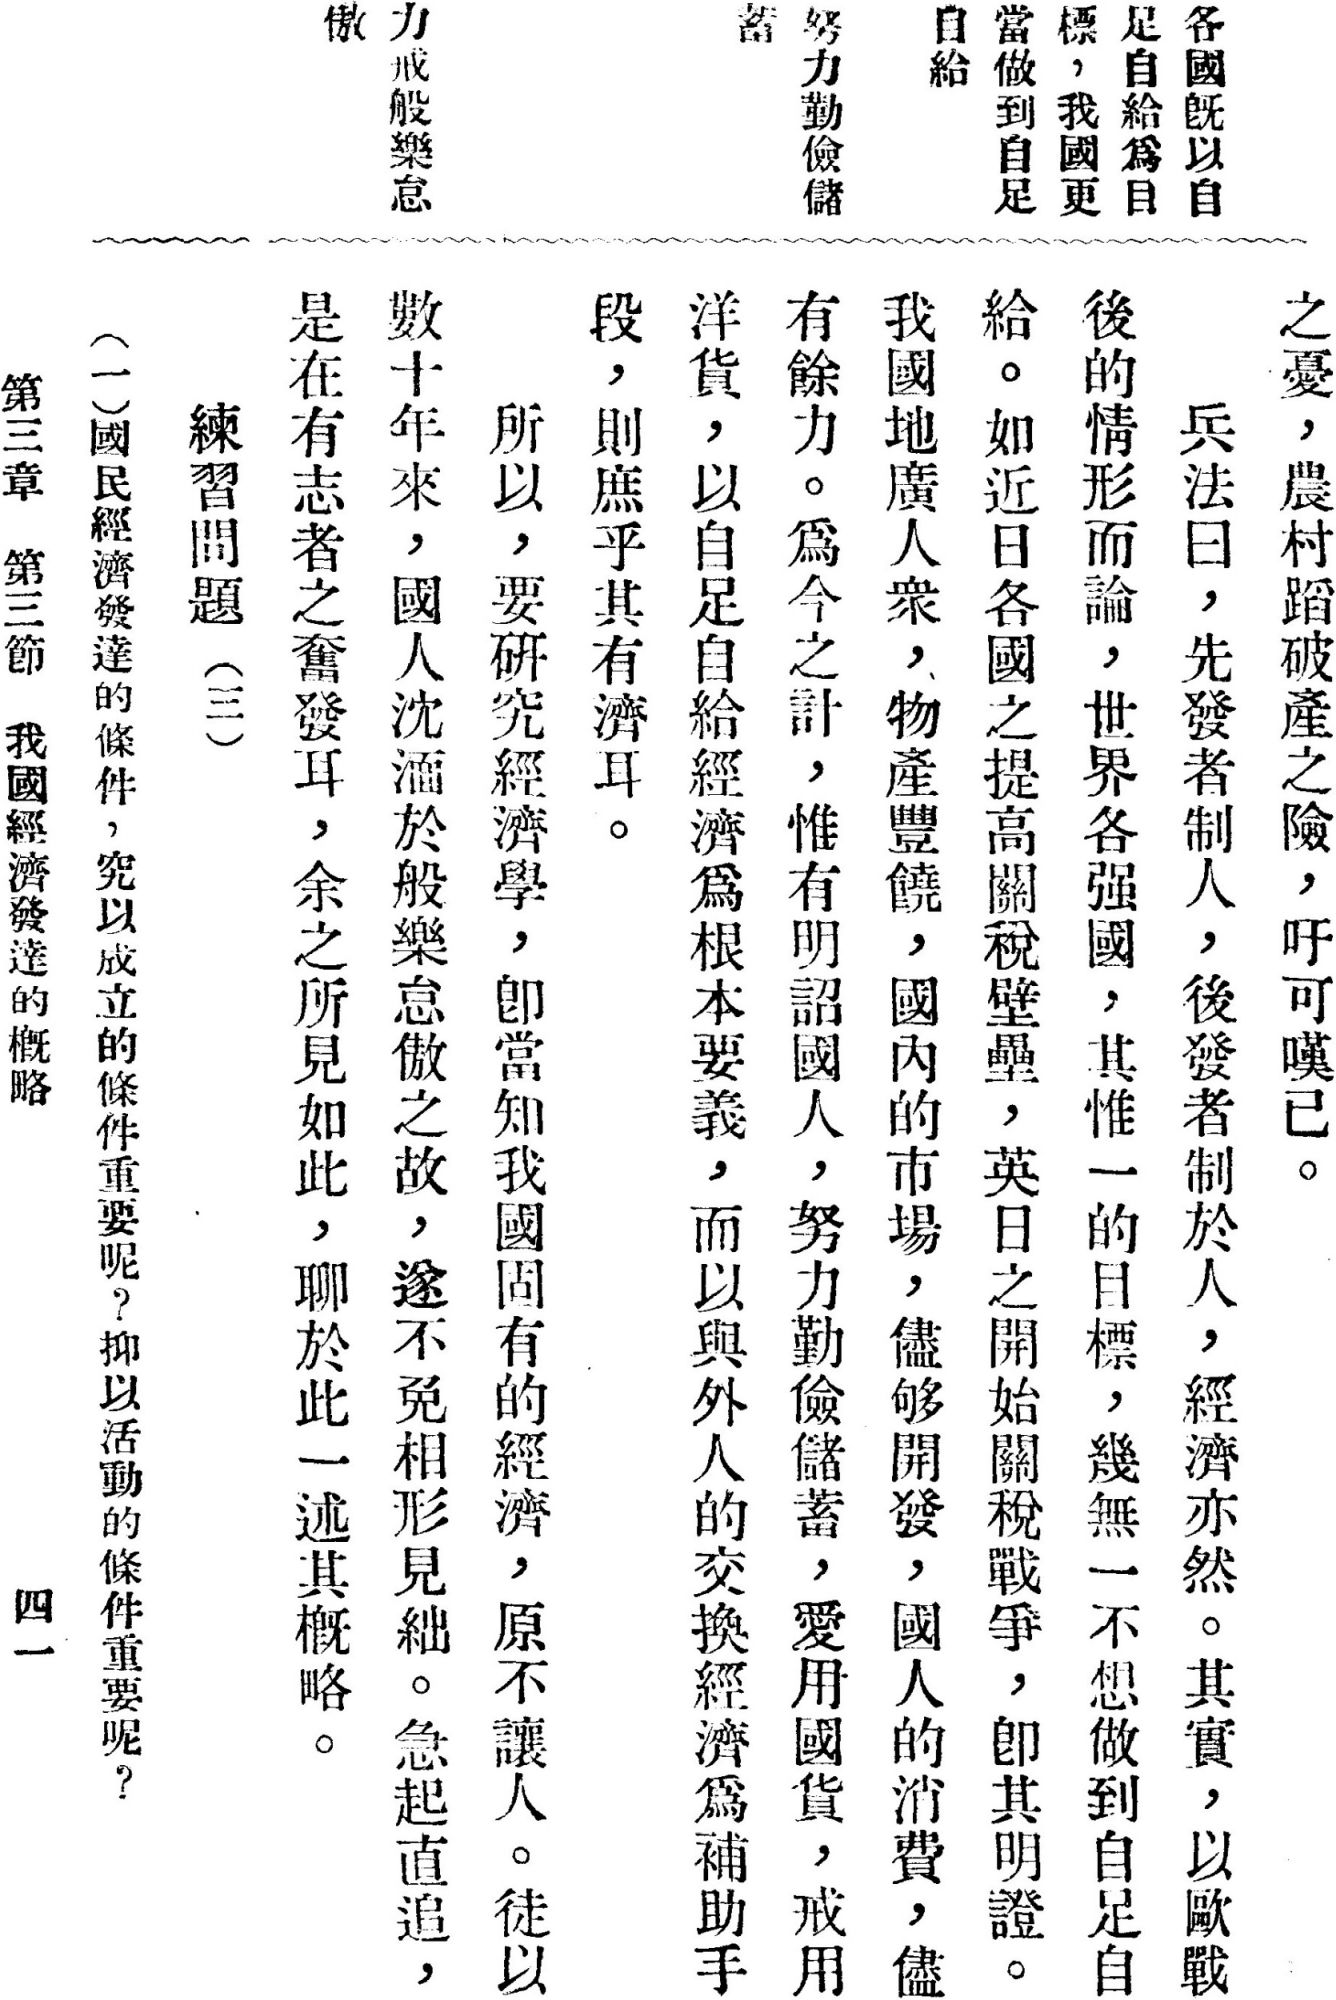 各國旣以自
足自給爲目
標，我國更
當做到自足
自給
努力勤儉儲
蓄
力戒般樂怠
傲
之憂，農村蹈破產之險，吁可嘆已。
兵法曰，先發者制人，後發者制於人，經濟亦然。其實，以歐戰
後的情形而論，世界各强國，其惟一的目標，幾無一不想做到自足自
給。如近日各國之提高關稅壁壘，英日之開始關稅戰爭，卽其明證。
我國地廣人衆，物產豐饒，國內的市場，儘够開發，國人的消費，儘
有餘力。爲今之計，惟有明詔國人，努力勤儉儲蓄，愛用國貨，戒用
洋貨，以自足自給經濟爲根本要義，而以與外人的交換經濟爲補助手
段，則庶乎其有濟耳。
所以，要研究經濟學，卽當知我國固有的經濟，原不讓人。徒以
數十年來，國人沈湎於般樂怠傲之故，遂不免相形見絀。急起直追，
是在有志者之奮發耳，余之所見如此，聊於此一述其槪略。
練習問題（三）
（一）國民經濟發達的條件，究以成立的條件重要呢？抑以活動的條件重要呢？
第三章　第三節　我國經濟發達的槪略　四一